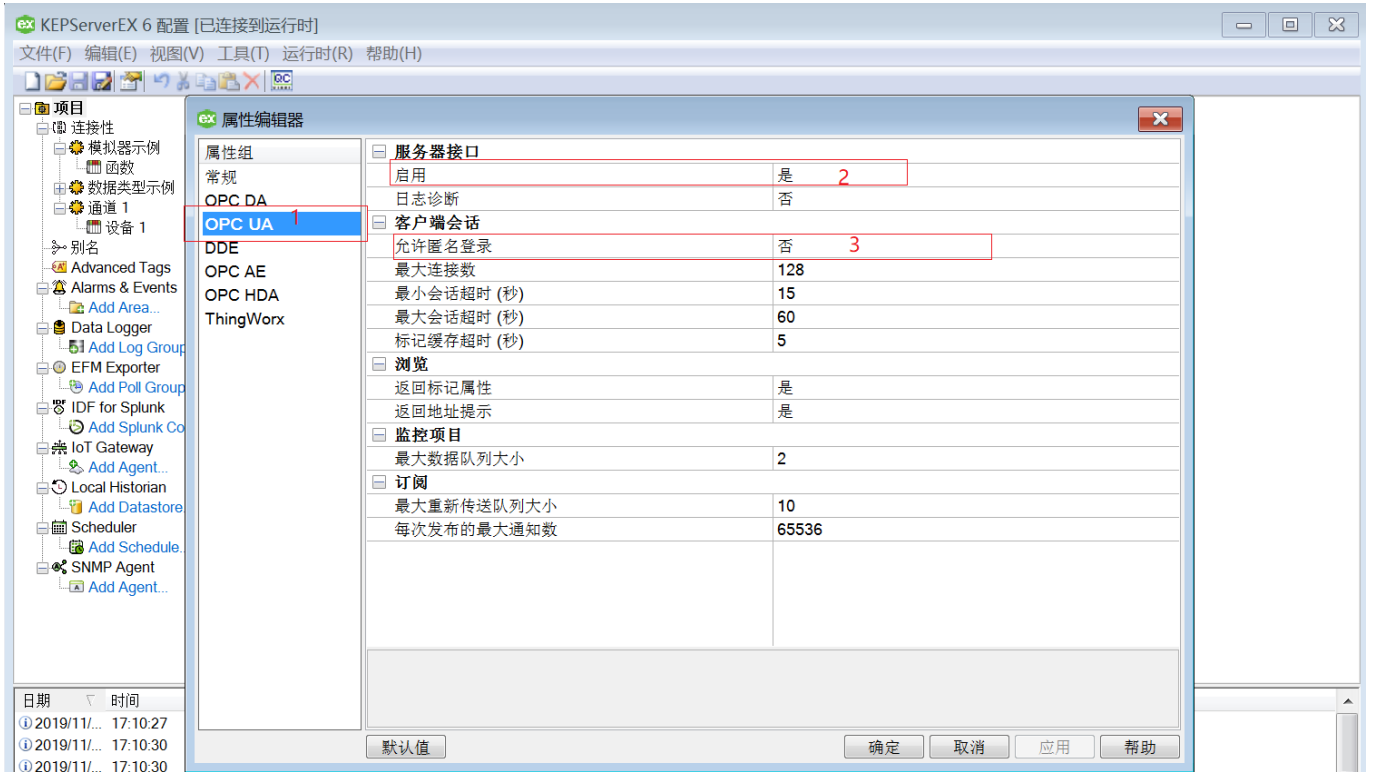 KEPServerEX 6 配置 [已连接到运行时]
文件(F) 编辑(E) 视图(V) 工具(T) 运行时(R) 帮助(H)
QC
项目
连接性
模拟器示例
函数
数据类型示例
通道 1
设备 1
别名
Advanced Tags
Alarms & Events
Add Area...
Data Logger
Add Log Group
EFM Exporter
Add Poll Group
IDF for Splunk
Add Splunk Co
IoT Gateway
Add Agent...
Local Historian
Add Datastore
Scheduler
Add Schedule..
SNMP Agent
Add Agent...
属性编辑器
属性组
常规
OPC DA
OPC UA 1
DDE
OPC AE
OPC HDA
ThingWorx
服务器接口
启用 是 2
日志诊断 否
客户端会话
允许匿名登录 否 3
最大连接数 128
最小会话超时 (秒) 15
最大会话超时 (秒) 60
标记缓存超时 (秒) 5
浏览
返回标记属性 是
返回地址提示 是
监控项目
最大数据队列大小 2
订阅
最大重新传送队列大小 10
每次发布的最大通知数 65536
默认值 确定 取消 应用 帮助
日期 时间
2019/11/... 17:10:27
2019/11/... 17:10:30
2019/11/... 17:10:30